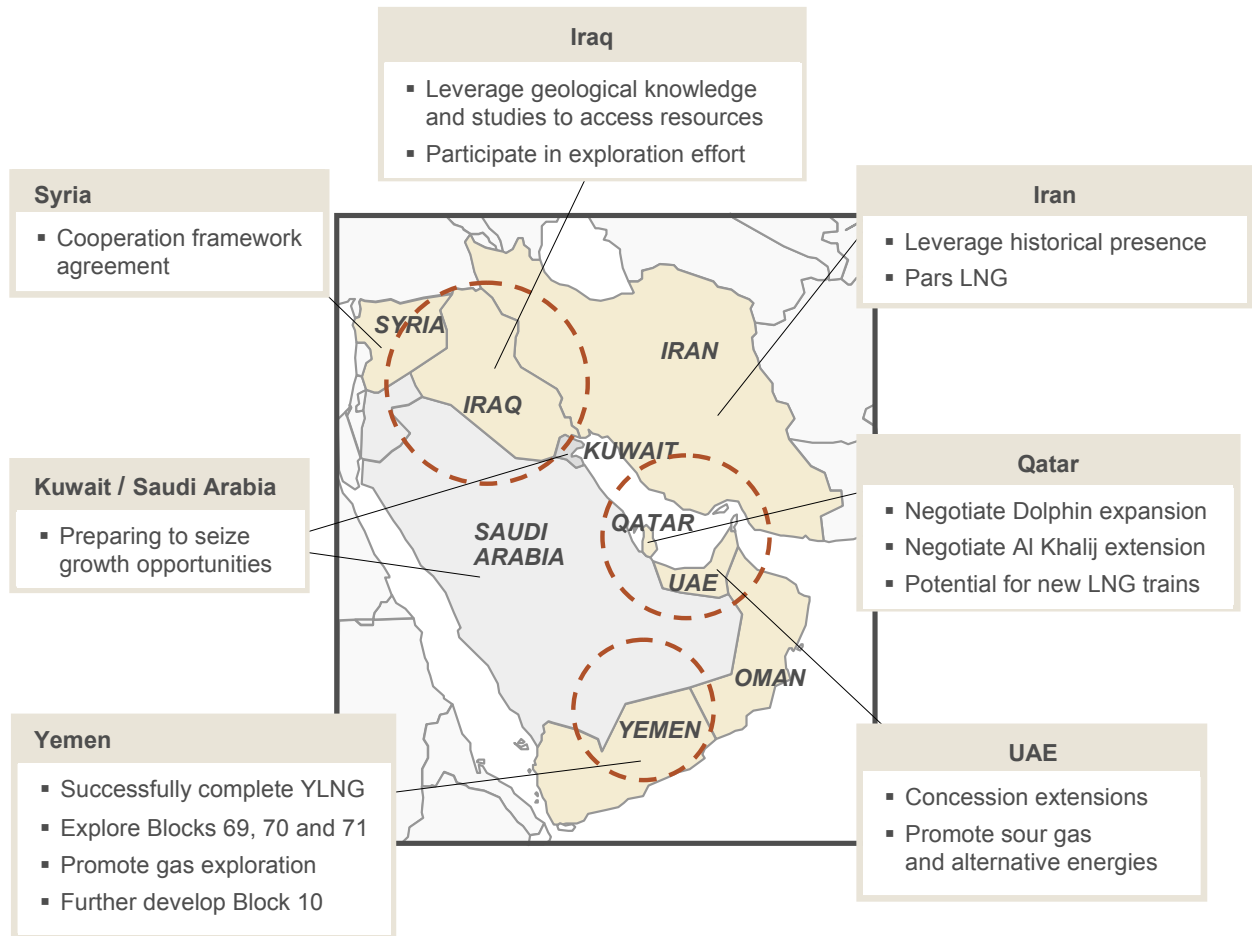 Iraq
▪ Leverage geological knowledge
and studies to access resources
▪ Participate in exploration effort
Syria
▪ Cooperation framework
agreement
Iran
▪ Leverage historical presence
▪ Pars LNG
SYRIA
IRAN
IRAQ
KUWAIT
Kuwait / Saudi Arabia
▪ Preparing to seize
growth opportunities
Qatar
▪ Negotiate Dolphin expansion
▪ Negotiate Al Khalij extension
▪ Potential for new LNG trains
QATAR
SAUDI
ARABIA
UAE
OMAN
YEMEN
Yemen
▪ Successfully complete YLNG
▪ Explore Blocks 69, 70 and 71
▪ Promote gas exploration
▪ Further develop Block 10
UAE
▪ Concession extensions
▪ Promote sour gas
and alternative energies